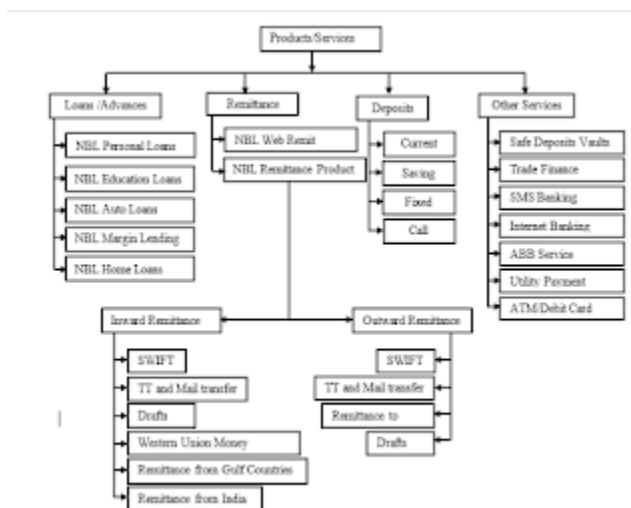 Products/Services
Loans /Advances
Remittance
Deposits
Other Services
NBL Personal Loans
NBL Education Loans
NBL Auto Loans
NBL Margin Lending
NBL Home Loans
NBL Web Remit
NBL Remittance Product
Current
Saving
Fixed
Call
Safe Deposits Vaults
Trade Finance
SMS Banking
Internet Banking
ABB Service
Utility Payment
ATM/Debit Card
Inward Remittance
Outward Remittance
SWIFT
TT and Mail transfer
Drafts
Western Union Money
Remittance from Gulf Countries
Remittance from India
SWIFT
TT and Mail transfer
Remittance to
Drafts